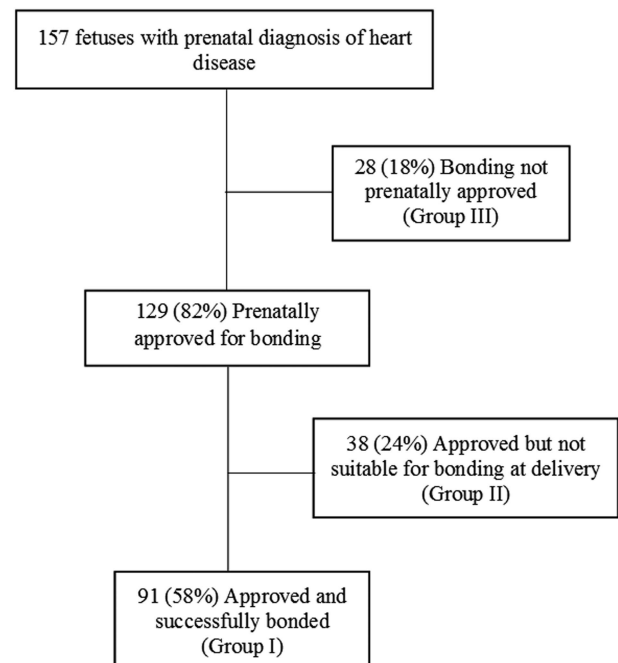 157 fetuses with prenatal diagnosis of heart
disease
28 (18%) Bonding not
prenatally approved
(Group III)
129 (82%) Prenatally
approved for bonding
38 (24%) Approved but not
suitable for bonding at delivery
(Group II)
91 (58%) Approved and
successfully bonded
(Group I)